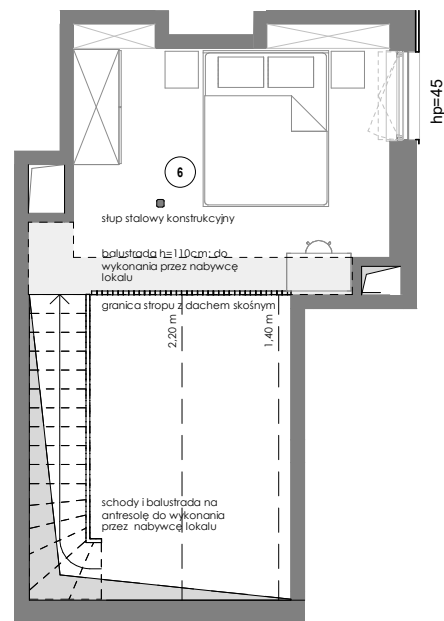 hp=45
6
słup stalowy konstrukcyjny
balustrada h=110cm: do
wykonania przez nabywcę
lokalu
granica stropu z dachem skośnym
2,20 m
1,40 m
schody i balustrada na
antresolę do wykonania
przez nabywcę lokalu